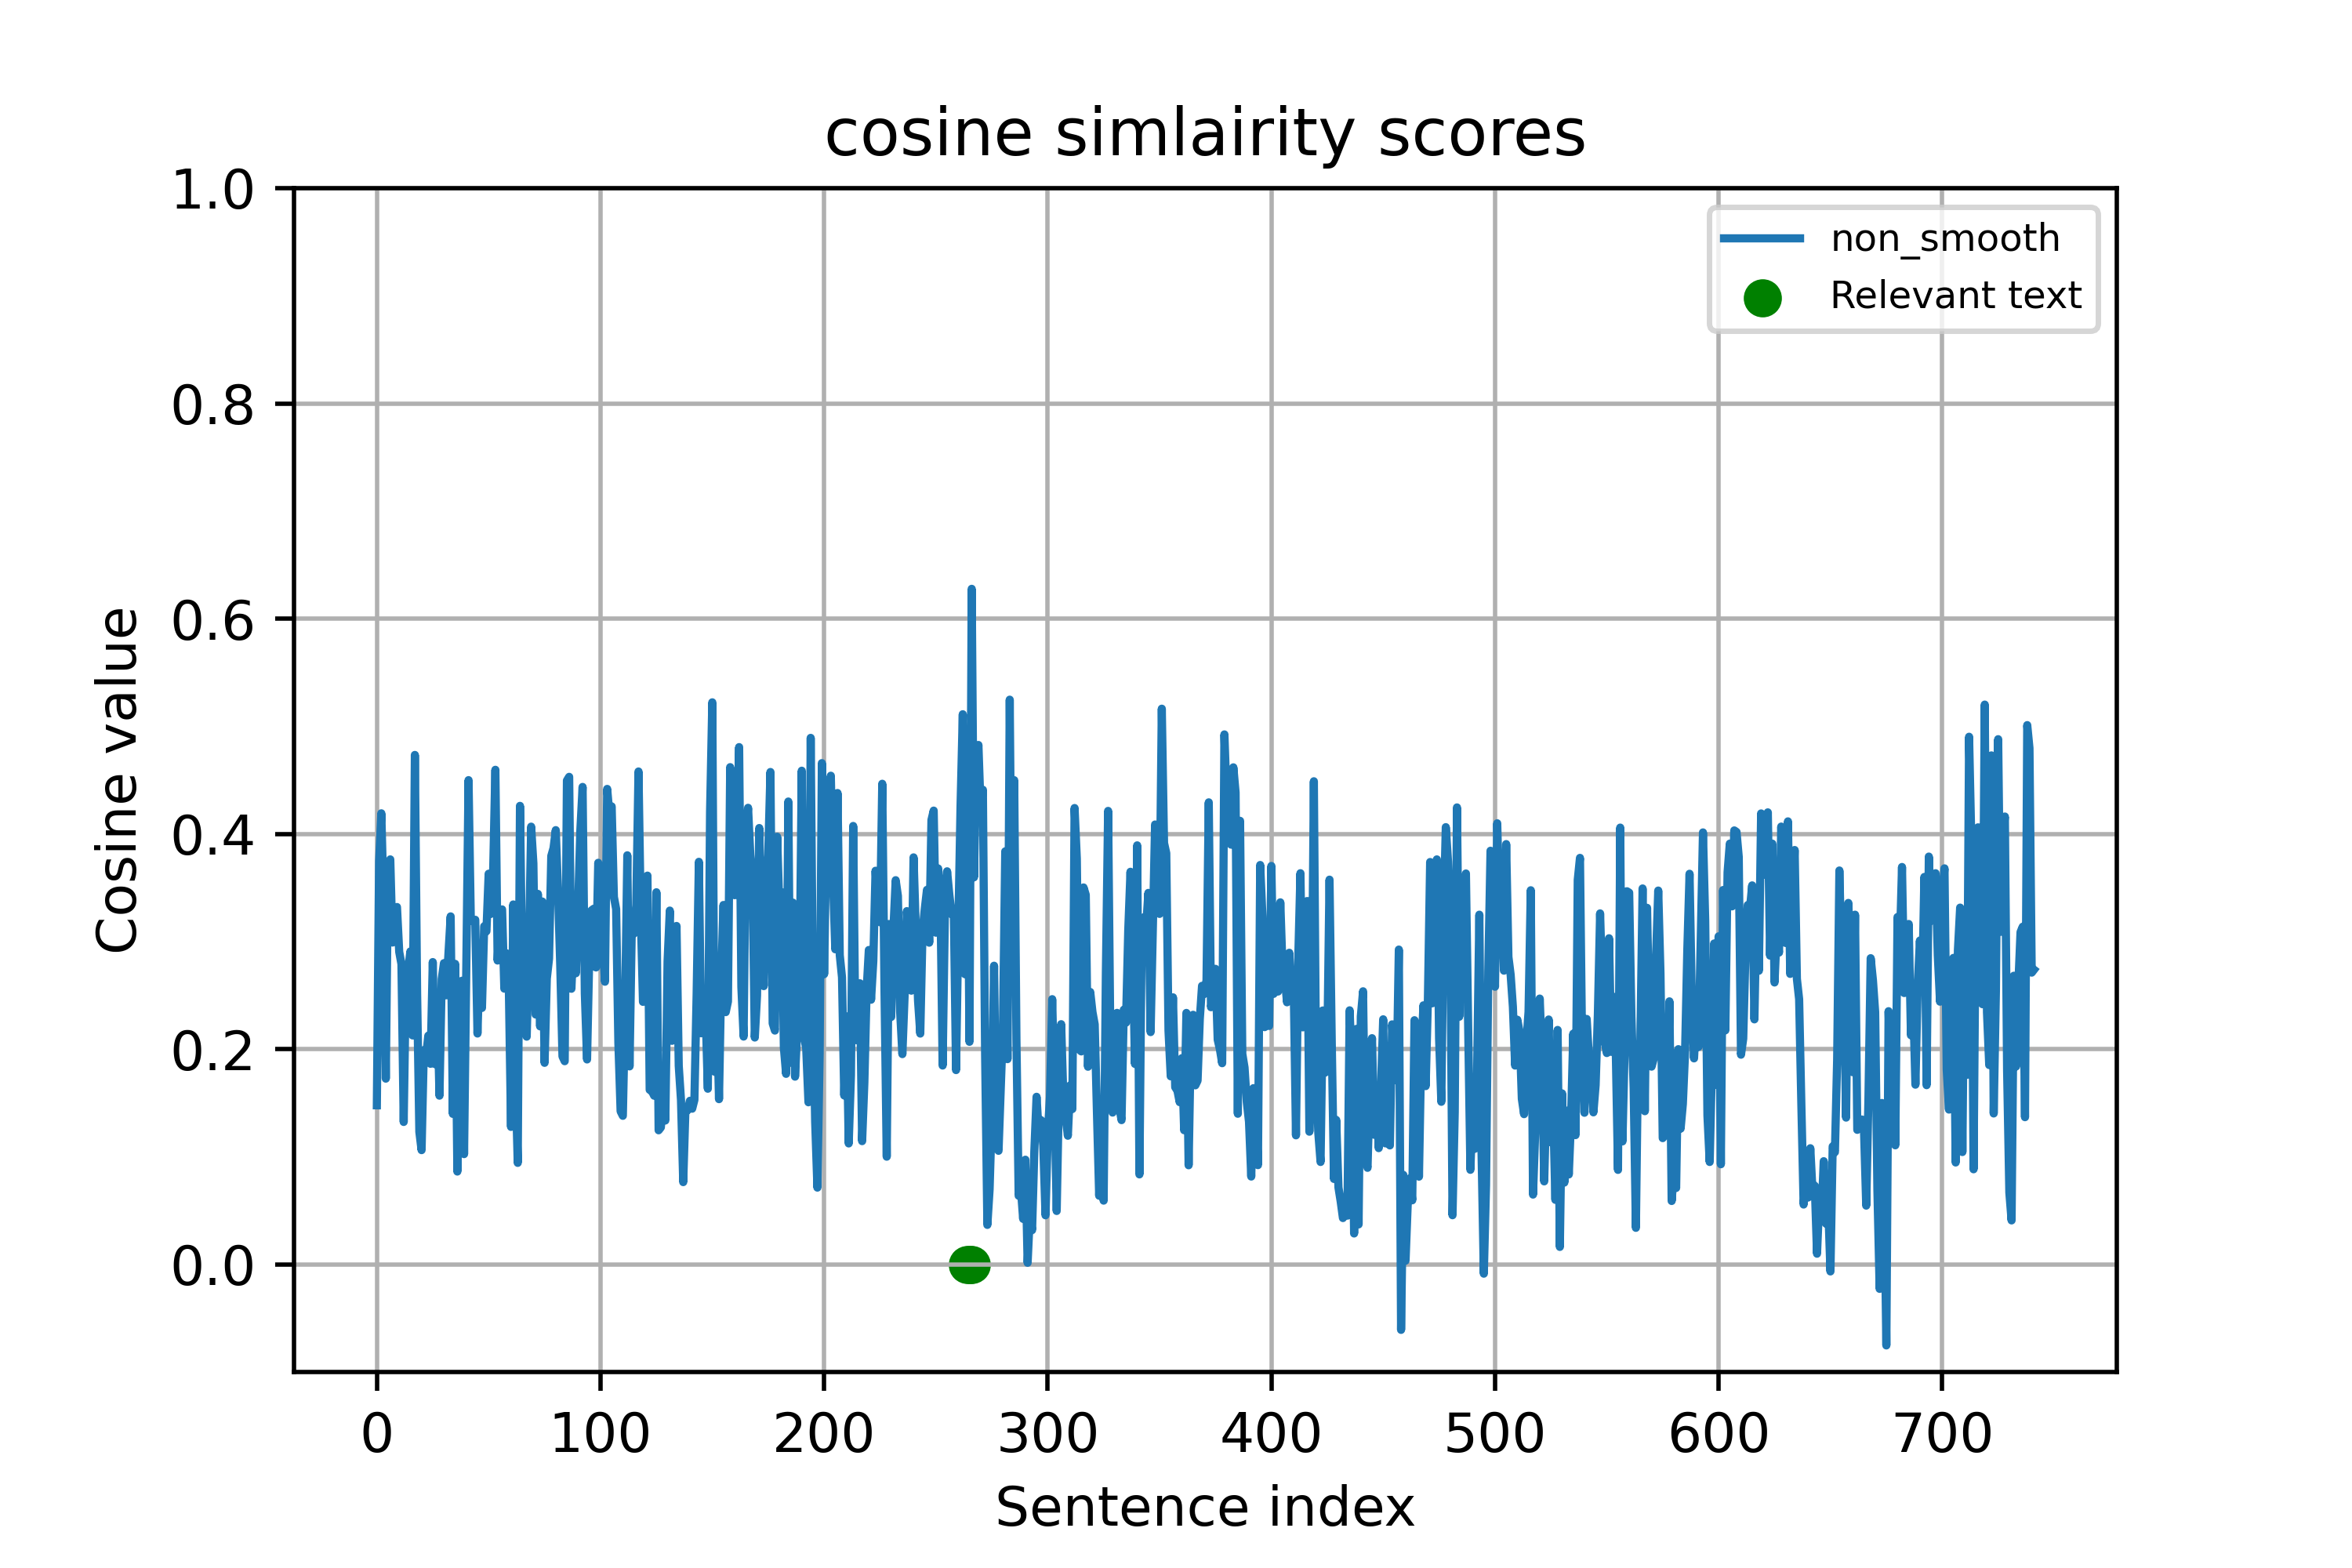 cosine simlairity scores
non_smooth
Relevant text
Cosine value
1.0
0.8
0.6
0.4
0.2
0.0
0 100 200 300 400 500 600 700
Sentence index